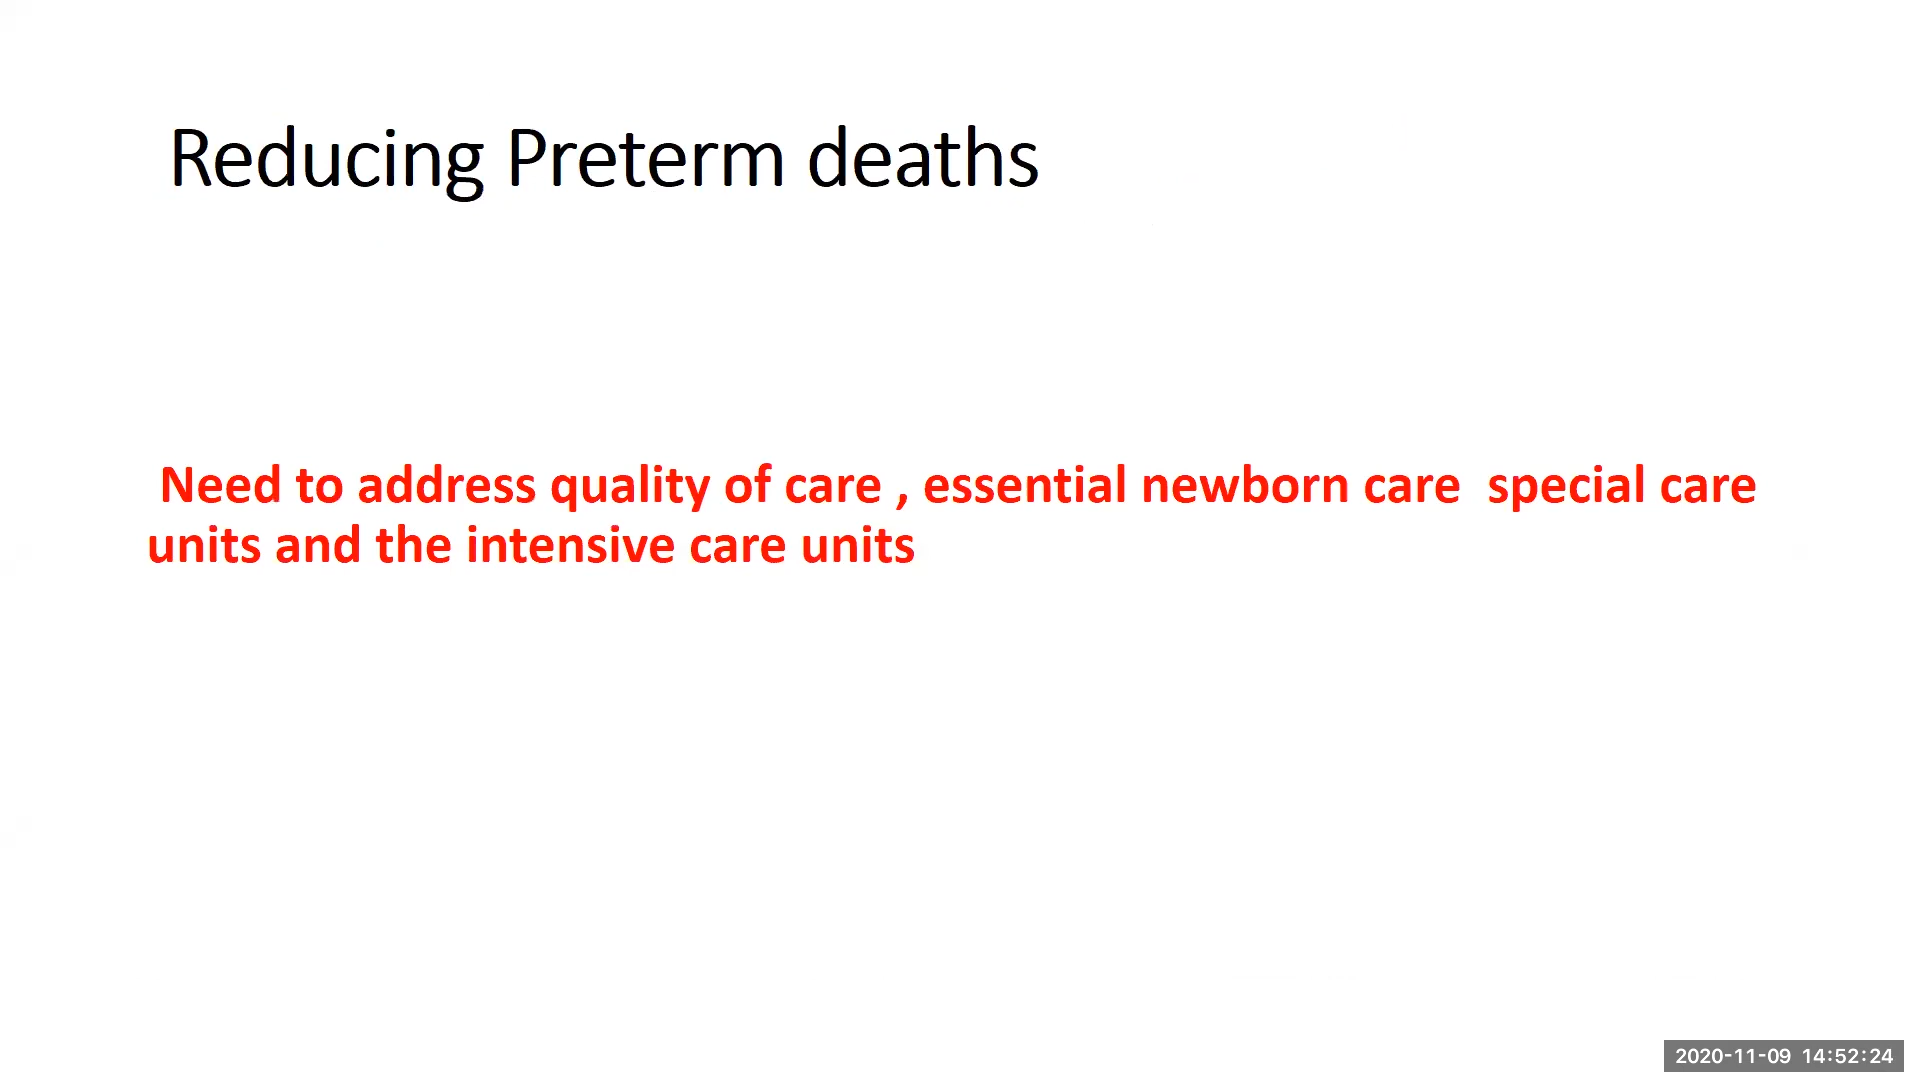 Reducing Preterm deaths
Need to address quality of care , essential newborn care  special care
units and the intensive care units
2020-11-09 14:52:24